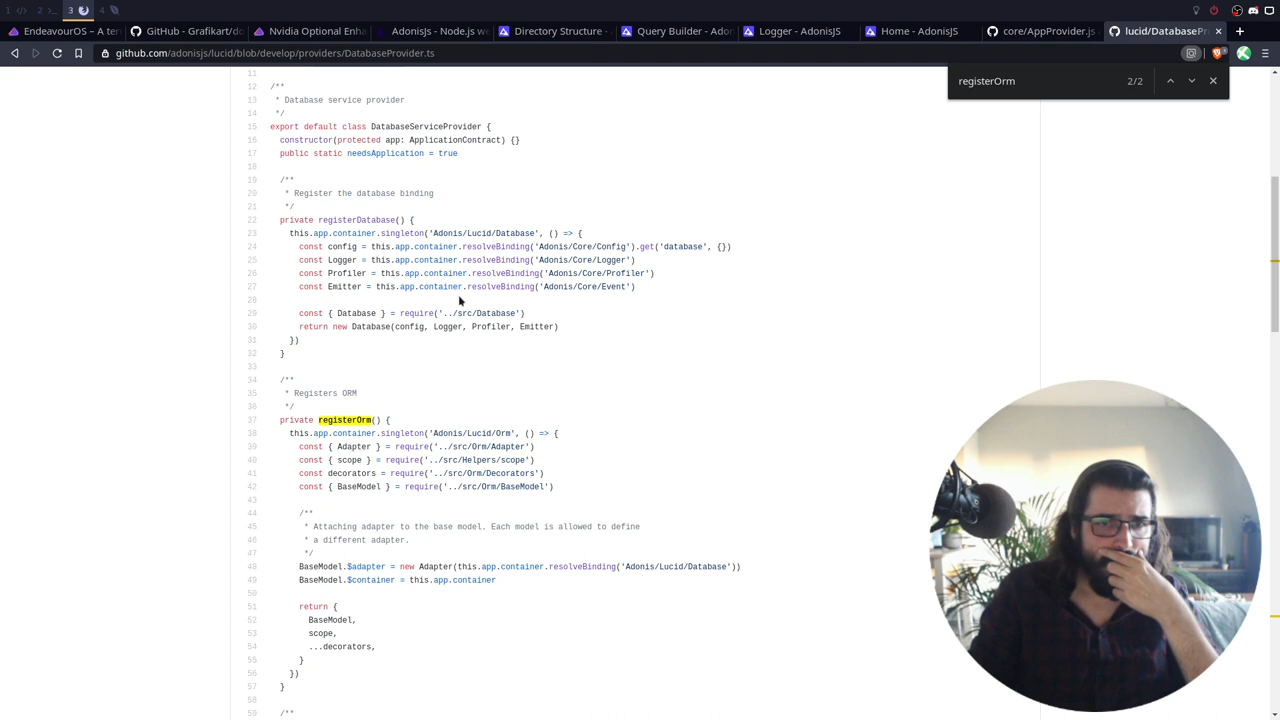 1 </>
2 >_
3
4
EndeavourOS – A terr
GitHub - Grafikart/do
Nvidia Optional Enha
AdonisJs - Node.js we
Directory Structure -
Query Builder - Adon
Logger - AdonisJS
Home - AdonisJS
core/AppProvider.js a
lucid/DatabasePr
github.com/adonisjs/lucid/blob/develop/providers/DatabaseProvider.ts
registerOrm 2/2
11
12 /**
13 * Database service provider
14 */
15 export default class DatabaseServiceProvider {
16 constructor(protected app: ApplicationContract) {}
17 public static needsApplication = true
18
19 /**
20 * Register the database binding
21 */
22 private registerDatabase() {
23 this.app.container.singleton('Adonis/Lucid/Database', () => {
24 const config = this.app.container.resolveBinding('Adonis/Core/Config').get('database', {})
25 const Logger = this.app.container.resolveBinding('Adonis/Core/Logger')
26 const Profiler = this.app.container.resolveBinding('Adonis/Core/Profiler')
27 const Emitter = this.app.container.resolveBinding('Adonis/Core/Event')
28
29 const { Database } = require('../src/Database')
30 return new Database(config, Logger, Profiler, Emitter)
31 })
32 }
33
34 /**
35 * Registers ORM
36 */
37 private registerOrm() {
38 this.app.container.singleton('Adonis/Lucid/Orm', () => {
39 const { Adapter } = require('../src/Orm/Adapter')
40 const { scope } = require('../src/Helpers/scope')
41 const decorators = require('../src/Orm/Decorators')
42 const { BaseModel } = require('../src/Orm/BaseModel')
43
44 /**
45 * Attaching adapter to the base model. Each model is allowed to define
46 * a different adapter.
47 */
48 BaseModel.$adapter = new Adapter(this.app.container.resolveBinding('Adonis/Lucid/Database'))
49 BaseModel.$container = this.app.container
50
51 return {
52 BaseModel,
53 scope,
54 ...decorators,
55 }
56 })
57 }
58
59 /**